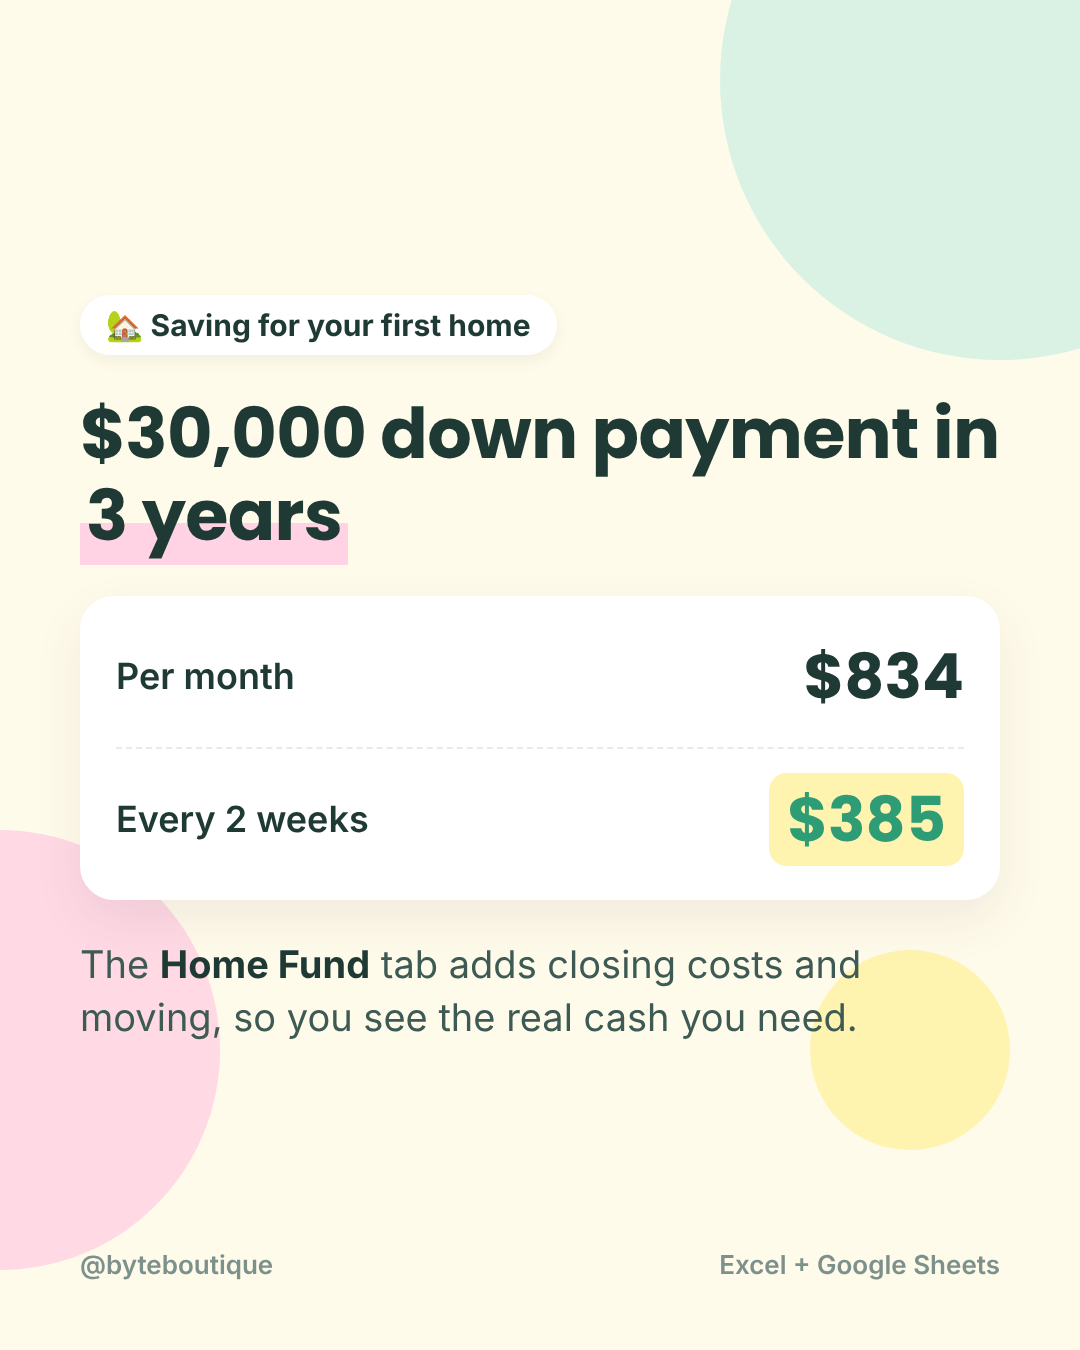 🏡 Saving for your first home
$30,000 down payment in
3 years
Per month
$834
Every 2 weeks
$385
The Home Fund tab adds closing costs and
moving, so you see the real cash you need.
@byteboutique
Excel + Google Sheets